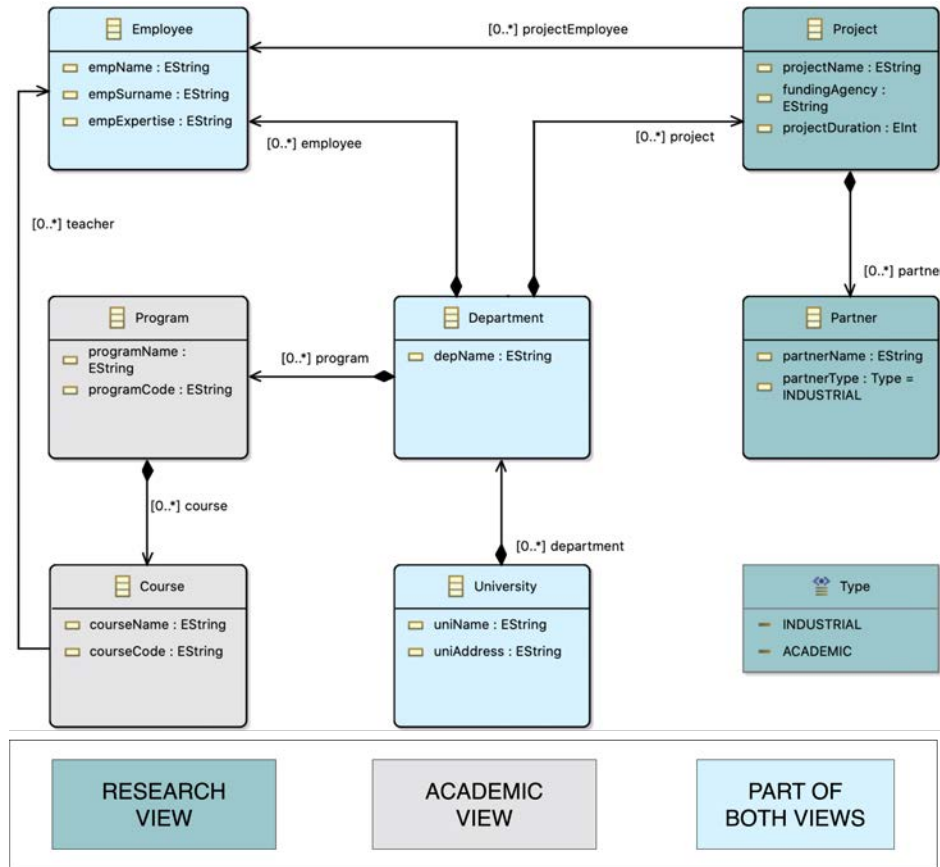 Employee
empName : EString
empSurname : EString
empExpertise : EString
[0..*] projectEmployee
Project
projectName : EString
fundingAgency :
EString
projectDuration : EInt
[0..*] employee
[0..*] project
[0..*] teacher
[0..*] partne
Program
programName :
EString
programCode : EString
[0..*] program
Department
depName : EString
Partner
partnerName : EString
partnerType : Type =
INDUSTRIAL
[0..*] course
[0..*] department
Course
courseName : EString
courseCode : EString
University
uniName : EString
uniAddress : EString
Type
INDUSTRIAL
ACADEMIC
RESEARCH
VIEW
ACADEMIC
VIEW
PART OF
BOTH VIEWS